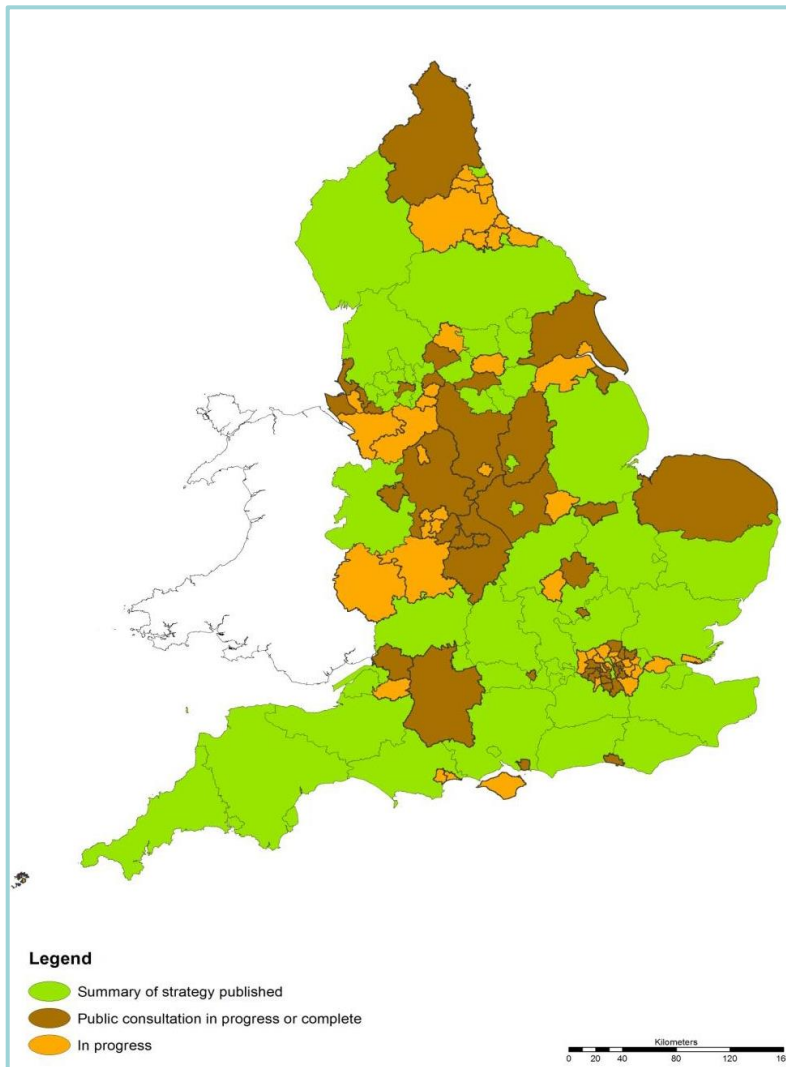 Legend
Summary of strategy published
Public consultation in progress or complete
In progress
Kilometers
0 20 40 80 120